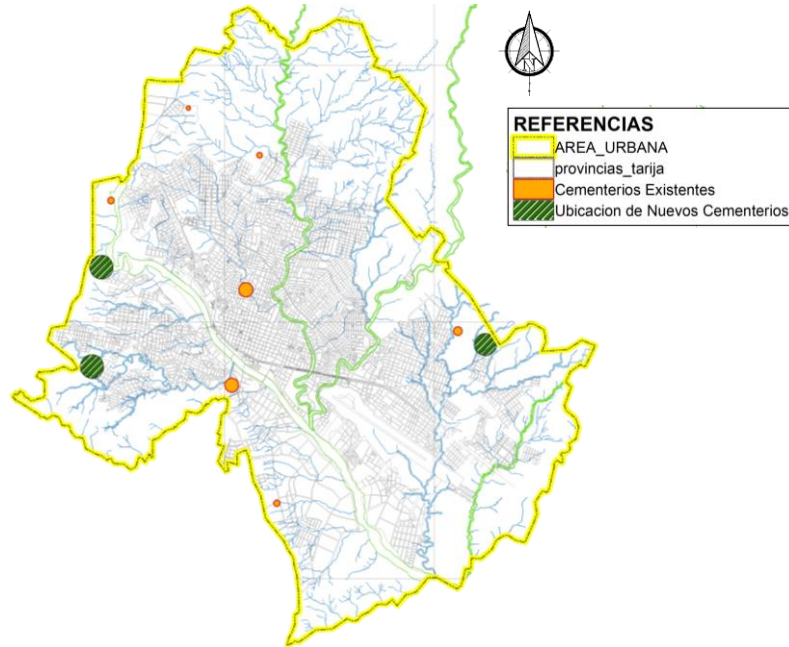 N
REFERENCIAS
AREA_URBANA
provincias_tarija
Cementerios Existentes
Ubicacion de Nuevos Cementerios